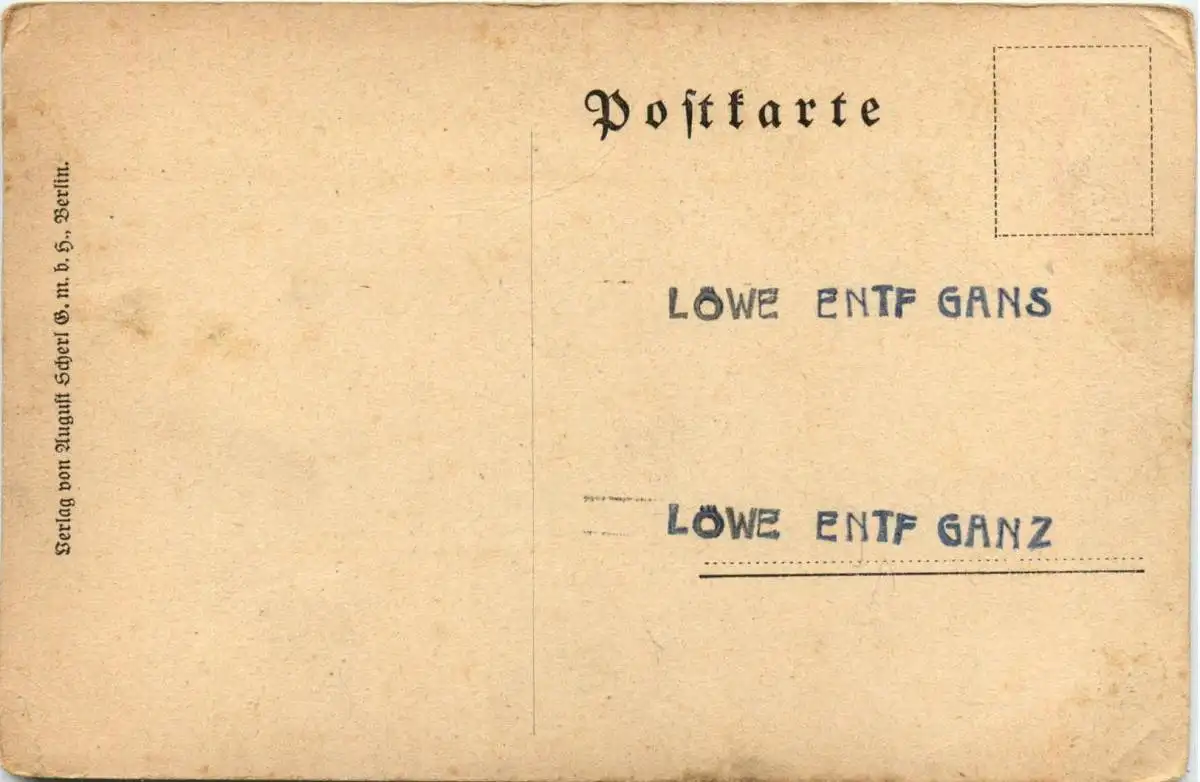 Postkarte
Verlag von August Scherl G. m. b. H., Berlin.
LÖWE ENTF GANS
LÖWE ENTF GANZ